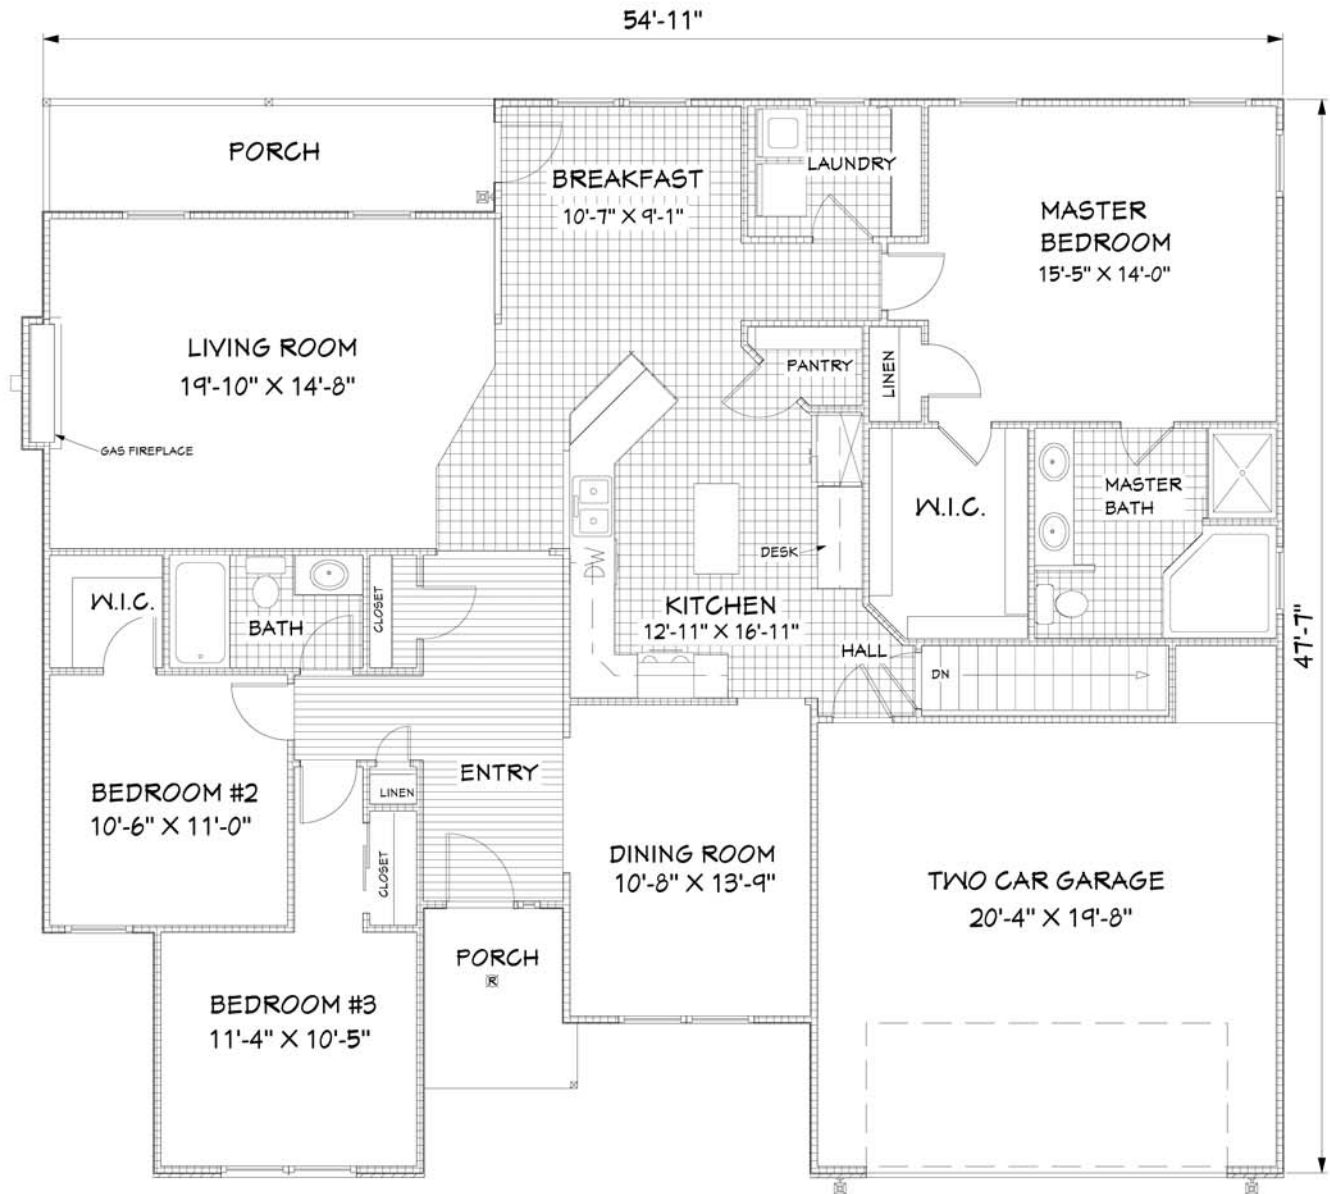 54'-11"
PORCH
BREAKFAST
10'-7" X 9'-1"
LAUNDRY
MASTER
BEDROOM
15'-5" X 14'-0"
LIVING ROOM
19'-10" X 14'-8"
GAS FIREPLACE
PANTRY
LINEN
W.I.C.
MASTER
BATH
DESK
DW
KITCHEN
12'-11" X 16'-11"
W.I.C.
BATH
CLOSET
HALL
DN
47'-7"
BEDROOM #2
10'-6" X 11'-0"
LINEN
ENTRY
CLOSET
DINING ROOM
10'-8" X 13'-9"
TWO CAR GARAGE
20'-4" X 19'-8"
PORCH
R
BEDROOM #3
11'-4" X 10'-5"